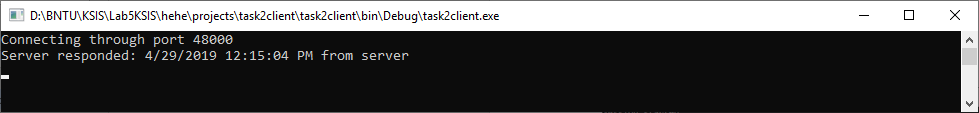 D:\BNTU\KSIS\Lab5KSIS\hehe\projects\task2client\task2client\bin\Debug\task2client.exe
Connecting through port 48000
Server responded: 4/29/2019 12:15:04 PM from server